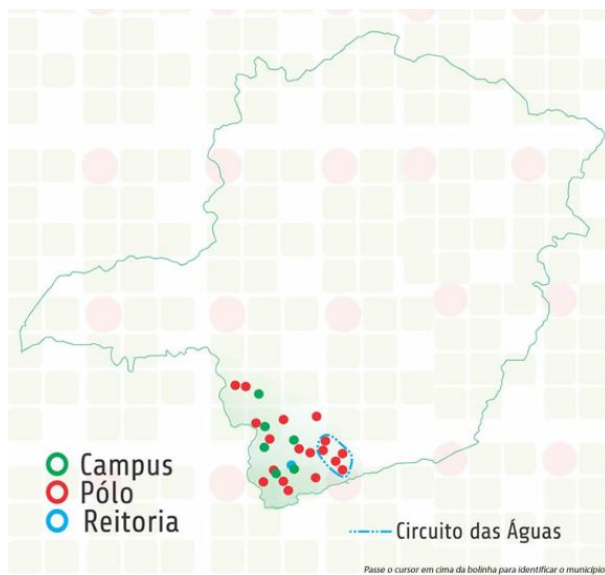 Campus
Pólo
Reitoria
Circuito das Águas
Passe o cursor em cima da bolinha para identificar o município